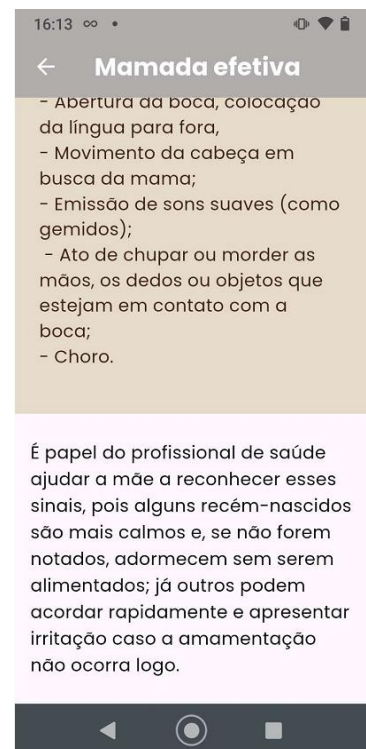 16:13
Mamada efetiva
- Abertura da boca, colocação
da língua para fora,
- Movimento da cabeça em
busca da mama;
- Emissão de sons suaves (como
gemidos);
- Ato de chupar ou morder as
mãos, os dedos ou objetos que
estejam em contato com a
boca;
- Choro.
É papel do profissional de saúde
ajudar a mãe a reconhecer esses
sinais, pois alguns recém-nascidos
são mais calmos e, se não forem
notados, adormecem sem serem
alimentados; já outros podem
acordar rapidamente e apresentar
irritação caso a amamentação
não ocorra logo.